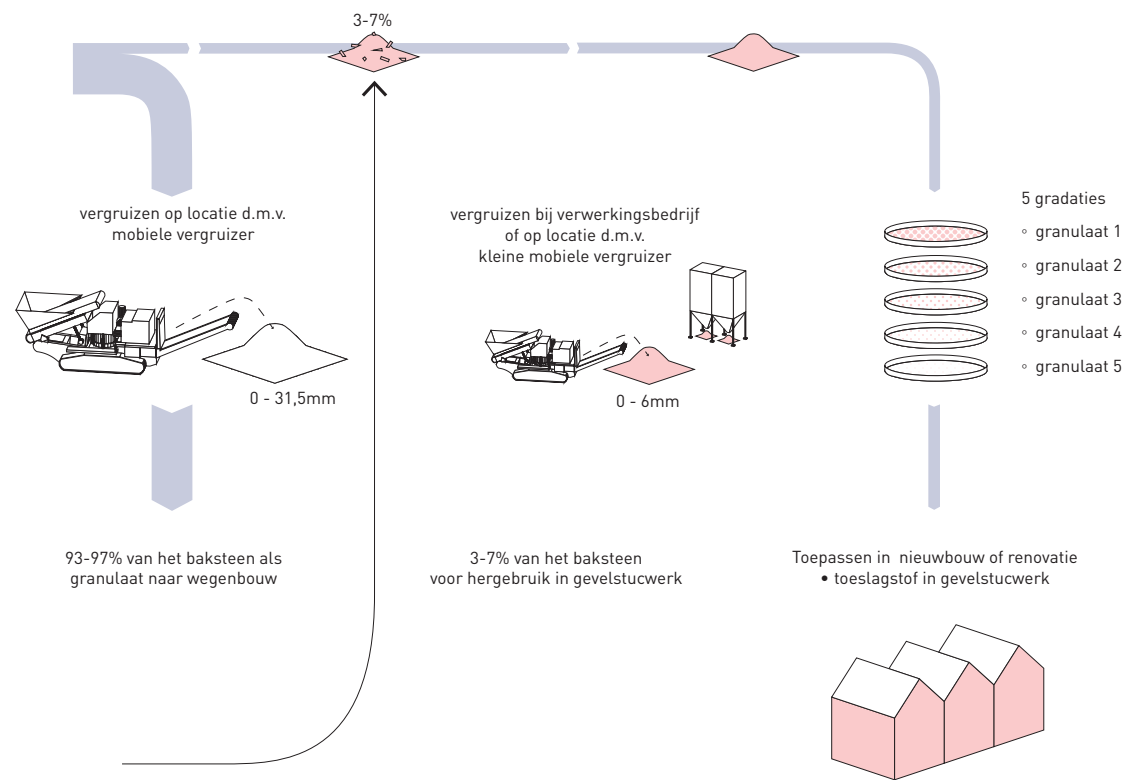 3-7%
vergruizen op locatie d.m.v.
mobiele vergruizer
0 - 31,5mm
93-97% van het baksteen als
granulaat naar wegenbouw
vergruizen bij verwerkingsbedrijf
of op locatie d.m.v.
kleine mobiele vergruizer
0 - 6mm
3-7% van het baksteen
voor hergebruik in gevelstucwerk
5 gradaties
◦ granulaat 1
◦ granulaat 2
◦ granulaat 3
◦ granulaat 4
◦ granulaat 5
Toepassen in nieuwbouw of renovatie
• toeslagstof in gevelstucwerk